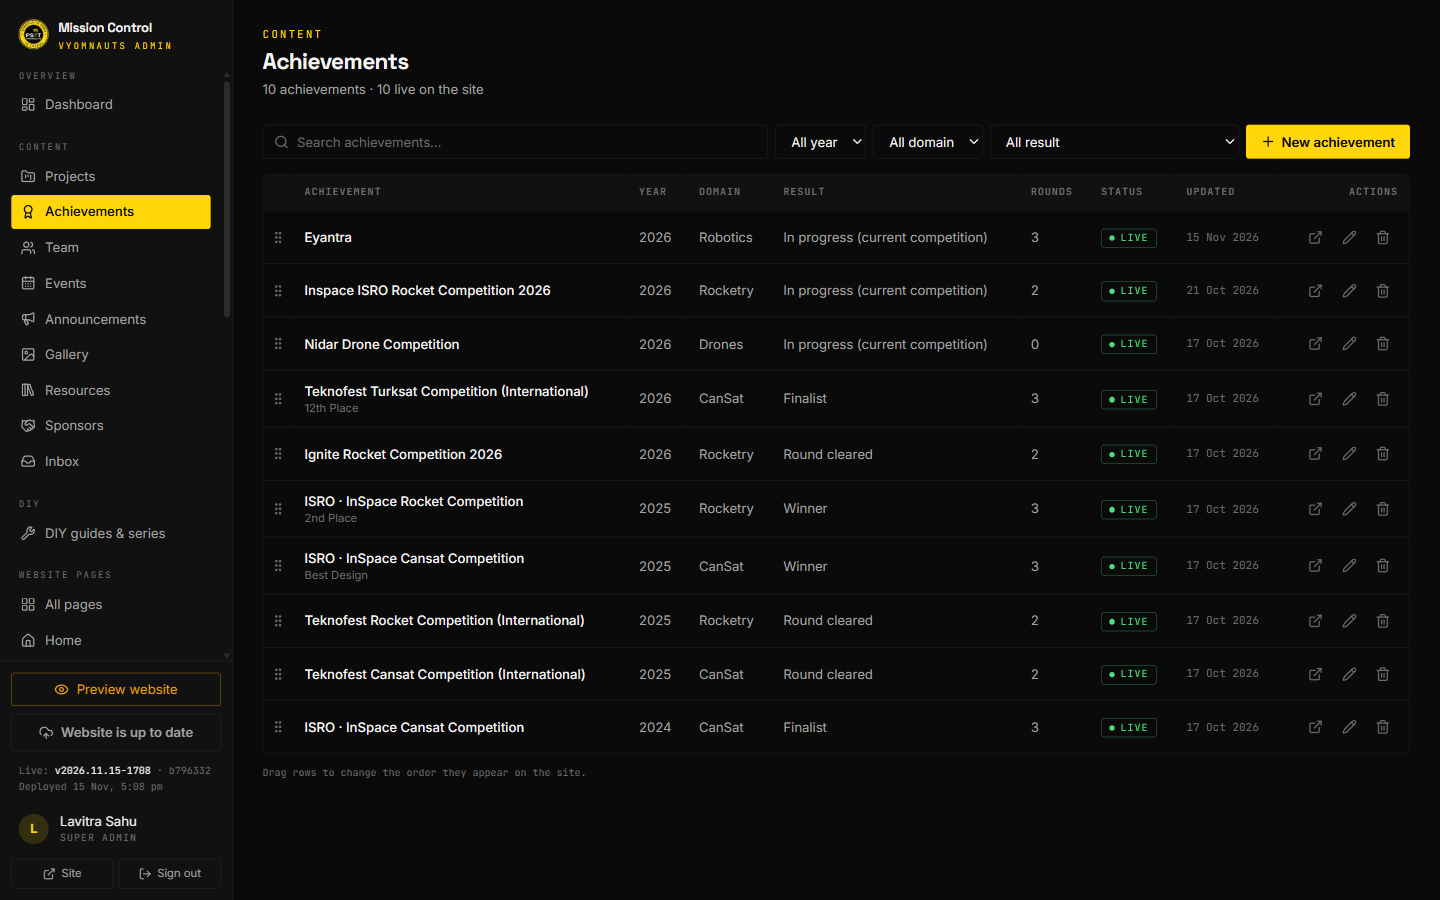 Mission Control
VYOMNAUTS ADMIN
OVERVIEW
Dashboard
CONTENT
Projects
Achievements
Team
Events
Announcements
Gallery
Resources
Sponsors
Inbox
DIY
DIY guides & series
WEBSITE PAGES
All pages
Home
Preview website
Website is up to date
Live: v2026.11.15-1708 · b796332
Deployed 15 Nov, 5:08 pm
L
Lavitra Sahu
SUPER ADMIN
Site
Sign out
CONTENT
Achievements
10 achievements · 10 live on the site
Search achievements...
All year
All domain
All result
New achievement
ACHIEVEMENT YEAR DOMAIN RESULT ROUNDS STATUS UPDATED ACTIONS
Eyantra 2026 Robotics In progress (current competition) 3 LIVE 15 Nov 2026
Inspace ISRO Rocket Competition 2026 2026 Rocketry In progress (current competition) 2 LIVE 21 Oct 2026
Nidar Drone Competition 2026 Drones In progress (current competition) 0 LIVE 17 Oct 2026
Teknofest Turksat Competition (International) 2026 CanSat Finalist 3 LIVE 17 Oct 2026
12th Place
Ignite Rocket Competition 2026 2026 Rocketry Round cleared 2 LIVE 17 Oct 2026
ISRO · InSpace Rocket Competition 2025 Rocketry Winner 3 LIVE 17 Oct 2026
2nd Place
ISRO · InSpace Cansat Competition 2025 CanSat Winner 3 LIVE 17 Oct 2026
Best Design
Teknofest Rocket Competition (International) 2025 Rocketry Round cleared 2 LIVE 17 Oct 2026
Teknofest Cansat Competition (International) 2025 CanSat Round cleared 2 LIVE 17 Oct 2026
ISRO · InSpace Cansat Competition 2024 CanSat Finalist 3 LIVE 17 Oct 2026
Drag rows to change the order they appear on the site.